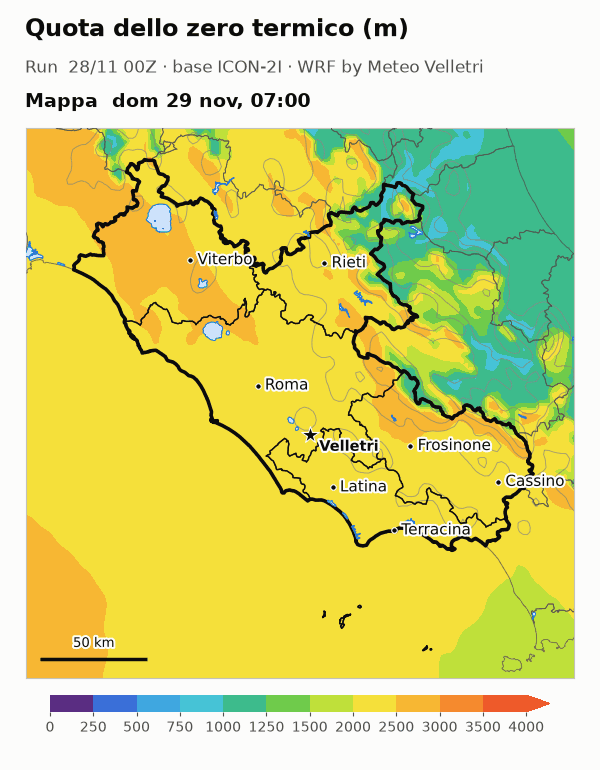 Quota dello zero termico (m)
Run 28/11 00Z · base ICON-2I · WRF by Meteo Velletri
Mappa dom 29 nov, 07:00
Viterbo
Rieti
Roma
Velletri
Frosinone
Latina
Cassino
Terracina
50 km
0 250 500 750 1000 1250 1500 2000 2500 3000 3500 4000